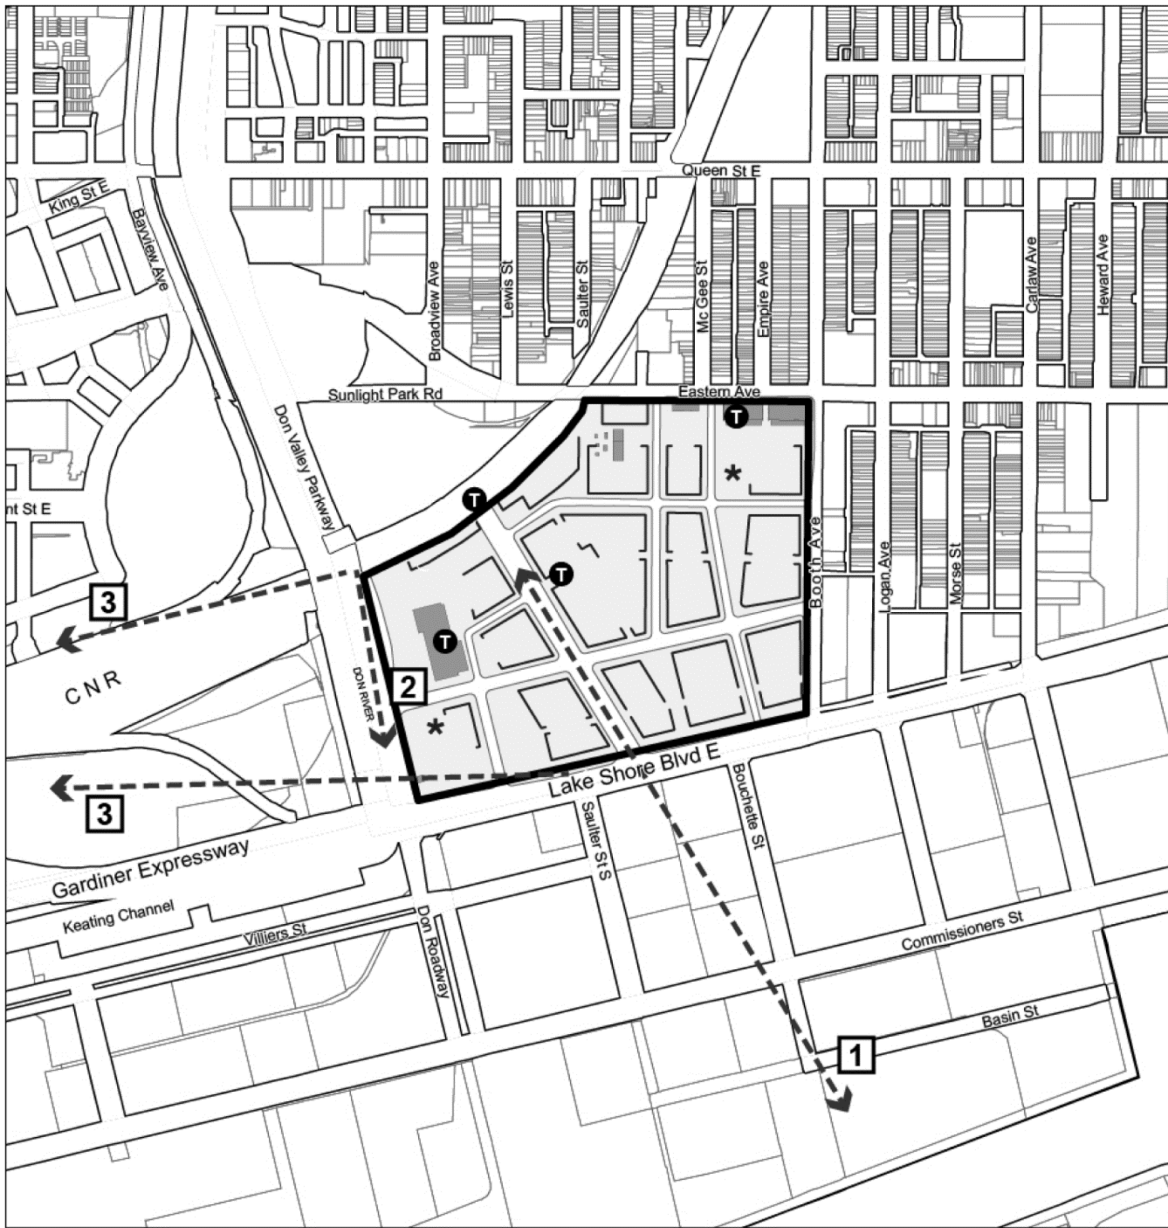 Queen St E
King St E
Bayview Ave
Broadview Ave
Lewis St
Saulter St
Mc Gee St
Empire Ave
Carlaw Ave
Heward Ave
Sunlight Park Rd
Eastern Ave
T
*
Don Valley Parkway
T
nt St E
Booth Ave
Logan Ave
Morse St
T
3
T
CNR
2
DON RIVER
*
Lake Shore Blvd E
3
Bouchette St
Saulter St S
Gardiner Expressway
Keating Channel
Villiers St
Don Roadway
Commissioners St
Basin St
1